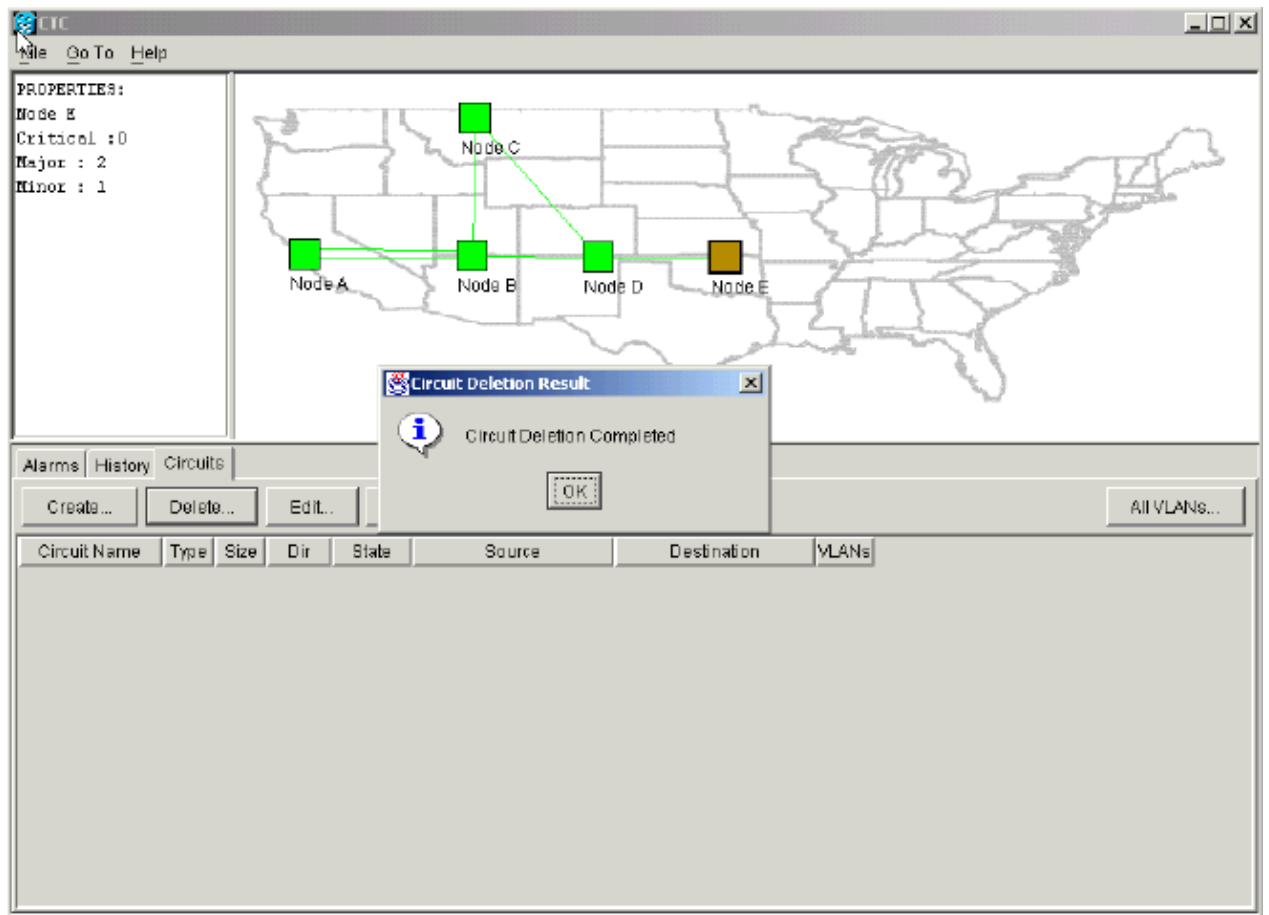 CTC
File Go To Help
PROPERTIES:
Node E
Critical :0
Major : 2
Minor : 1
Node C
Node A
Node B
Node D
Node E
Circuit Deletion Result
Circuit Deletion Completed
OK
Alarms History Circuits
Create... Delete... Edit... All VLANs...
Circuit Name Type Size Dir State Source Destination VLANs